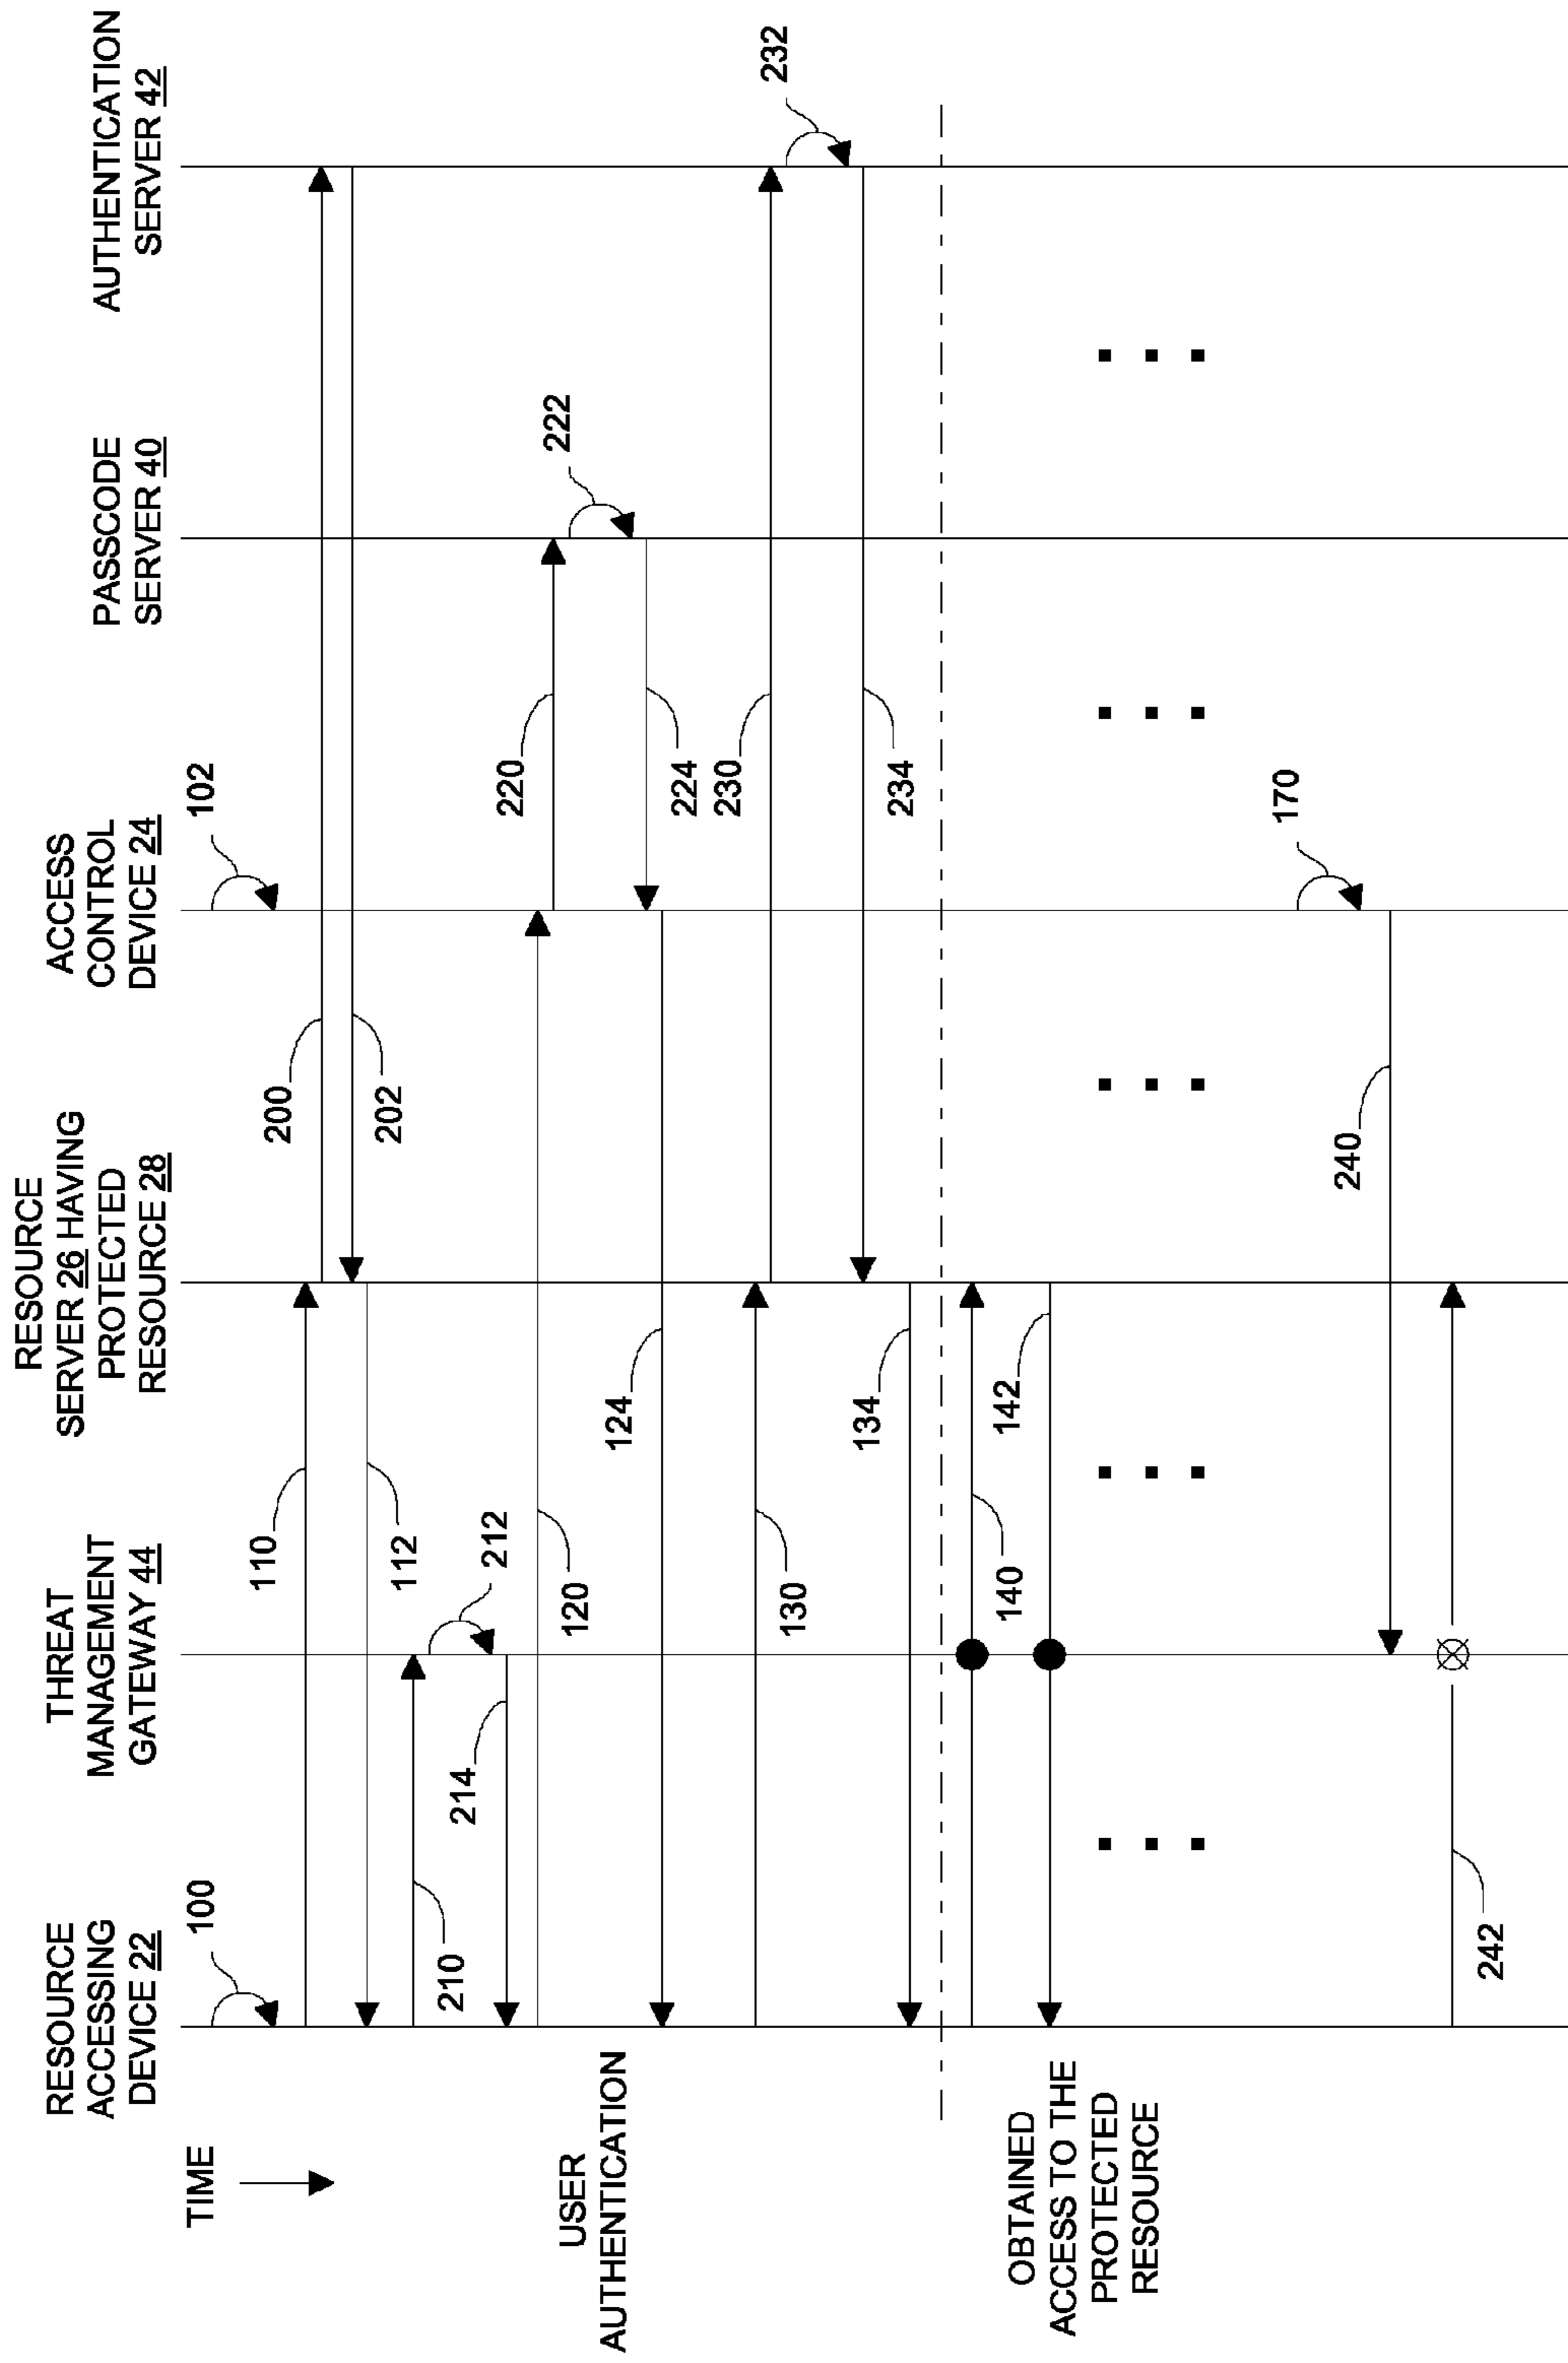 TIME
RESOURCE
ACCESSING
DEVICE 22
THREAT
MANAGEMENT
GATEWAY 44
RESOURCE
SERVER 26 HAVING
PROTECTED
RESOURCE 28
ACCESS
CONTROL
DEVICE 24
PASSCODE
SERVER 40
AUTHENTICATION
SERVER 42
100
102
110
200
112
202
210
212
214
USER
AUTHENTICATION
120
220
222
124
224
130
230
232
134
234
OBTAINED
ACCESS TO THE
PROTECTED
RESOURCE
140
142
170
240
242